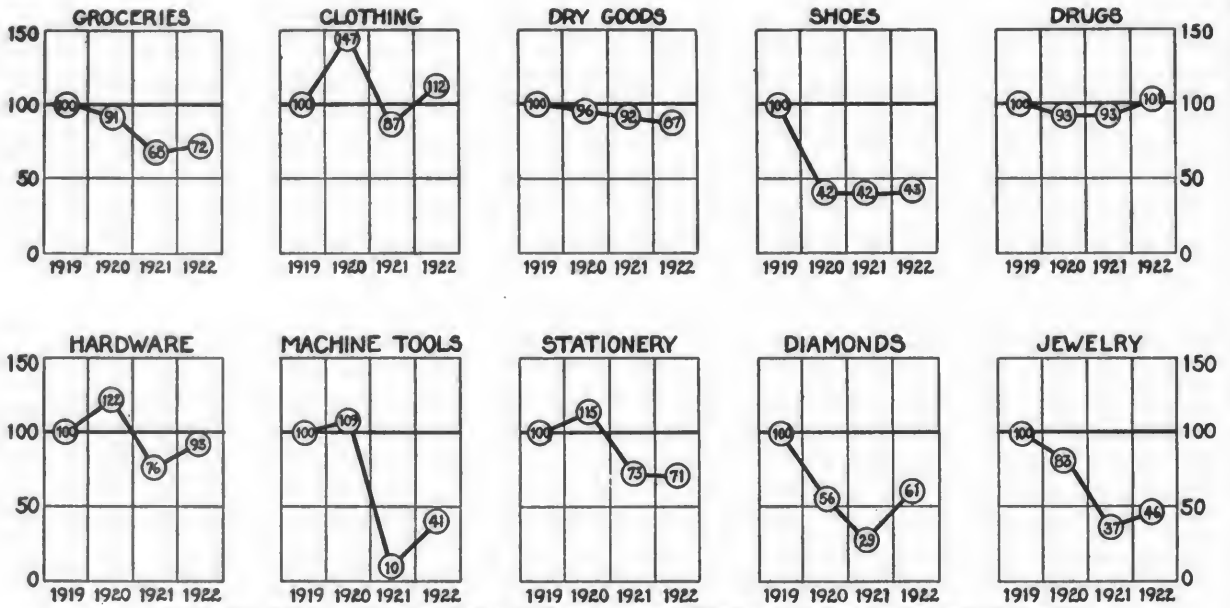 GROCERIES CLOTHING DRY GOODS SHOES DRUGS
150 147 150
100 100 91 68 72 100 87 112 100 96 92 87 100 100 93 93 101 100
50 42 42 43 50
0 0
1919 1920 1921 1922 1919 1920 1921 1922 1919 1920 1921 1922 1919 1920 1921 1922 1919 1920 1921 1922
HARDWARE MACHINE TOOLS STATIONERY DIAMONDS JEWELRY
150 150
100 100 122 76 93 100 109 100 115 73 71 100 100 83 100
50 10 41 56 29 61 37 46 50
0 0
1919 1920 1921 1922 1919 1920 1921 1922 1919 1920 1921 1922 1919 1920 1921 1922 1919 1920 1921 1922